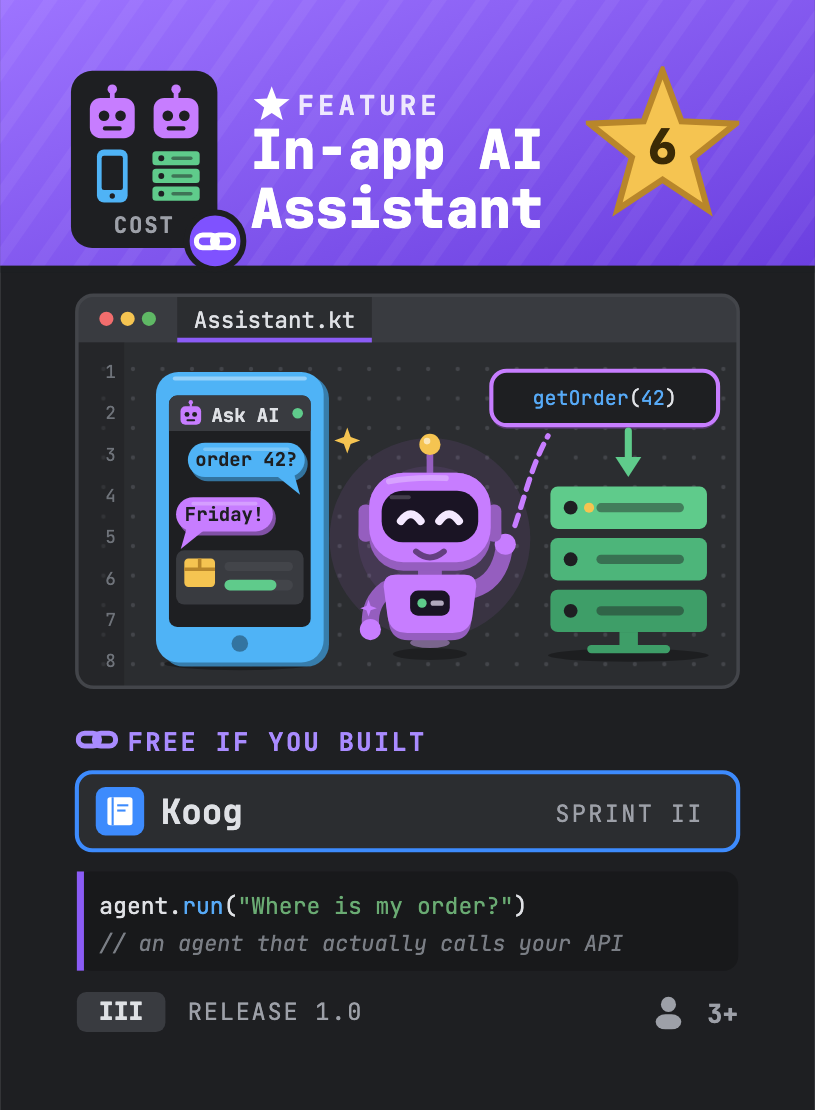 FEATURE
In-app AI
Assistant
6
COST
Assistant.kt
1
2
3
4
5
6
7
8
Ask AI
order 42?
Friday!
getOrder(42)
FREE IF YOU BUILT
Koog
SPRINT II
agent.run("Where is my order?")
// an agent that actually calls your API
III
RELEASE 1.0
3+